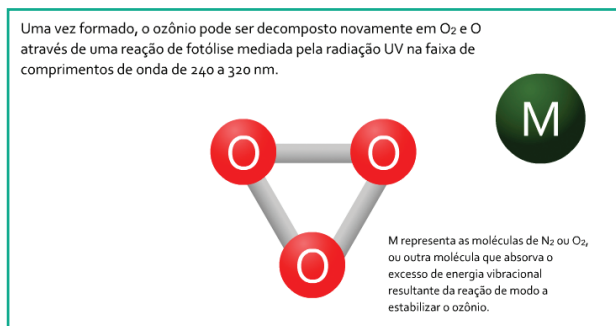 Uma vez formado, o ozônio pode ser decomposto novamente em O₂ e O
através de uma reação de fotólise mediada pela radiação UV na faixa de
comprimentos de onda de 240 a 320 nm.
M
O O
O
M representa as moléculas de N₂ ou O₂,
ou outra molécula que absorva o
excesso de energia vibracional
resultante da reação de modo a
estabilizar o ozônio.